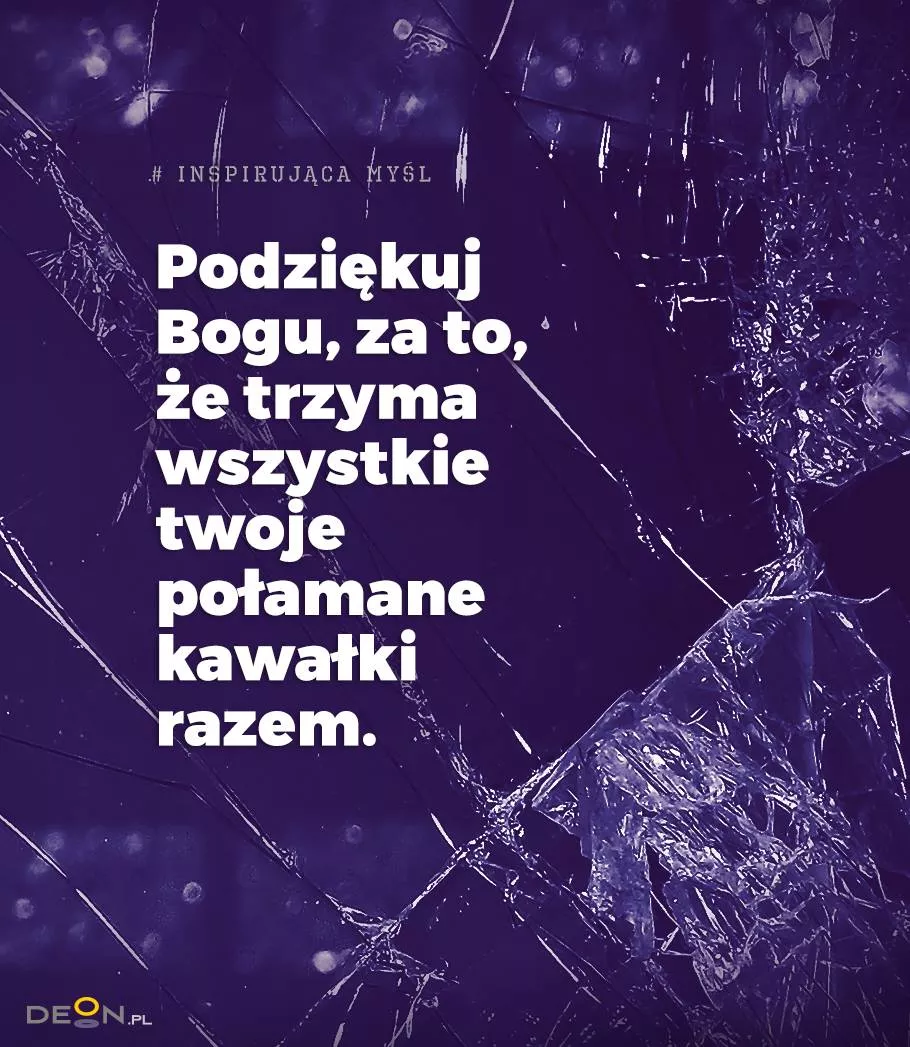 # INSPIRUJĄCA MYŚL
Podziękuj
Bogu, za to,
że trzyma
wszystkie
twoje
połamane
kawałki
razem.
DEON.PL